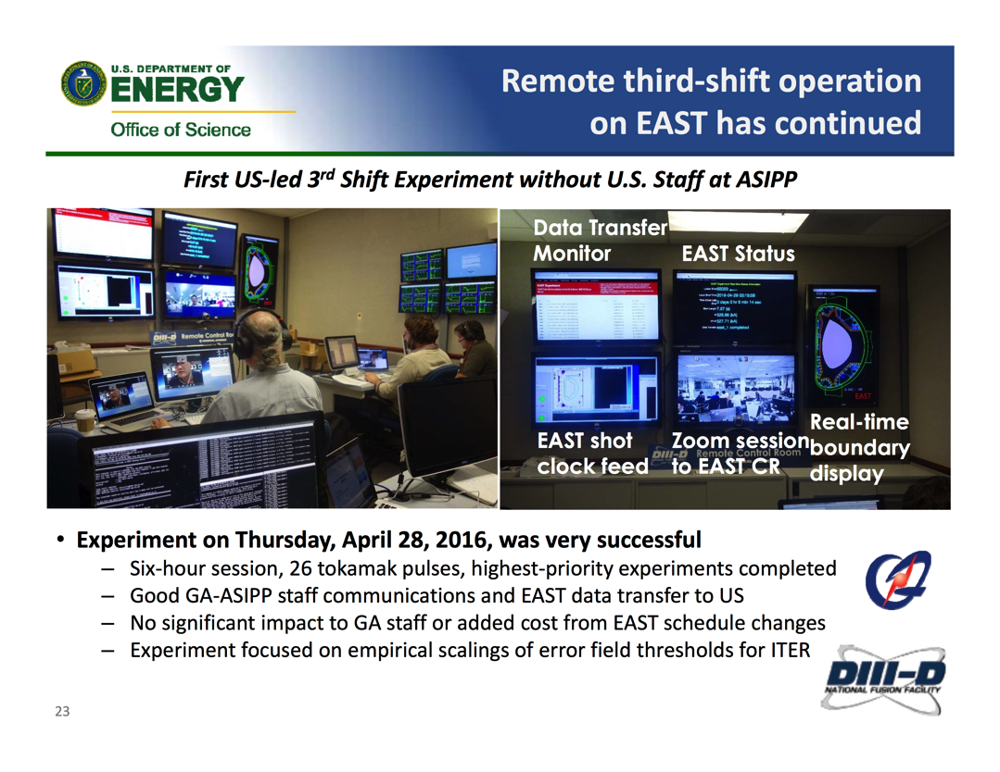 U.S. DEPARTMENT OF
ENERGY
Office of Science
Remote third-shift operation
on EAST has continued
First US-led 3rd Shift Experiment without U.S. Staff at ASIPP
DIII-D Remote Control Room
EAST
Data Transfer
Monitor
EAST Status
EAST
EAST shot
clock feed
Zoom session
to EAST CR
Real-time
boundary
display
DIII-D Remote Control Room
• Experiment on Thursday, April 28, 2016, was very successful
– Six-hour session, 26 tokamak pulses, highest-priority experiments completed
– Good GA-ASIPP staff communications and EAST data transfer to US
– No significant impact to GA staff or added cost from EAST schedule changes
– Experiment focused on empirical scalings of error field thresholds for ITER
DIII-D
NATIONAL FUSION FACILITY
23